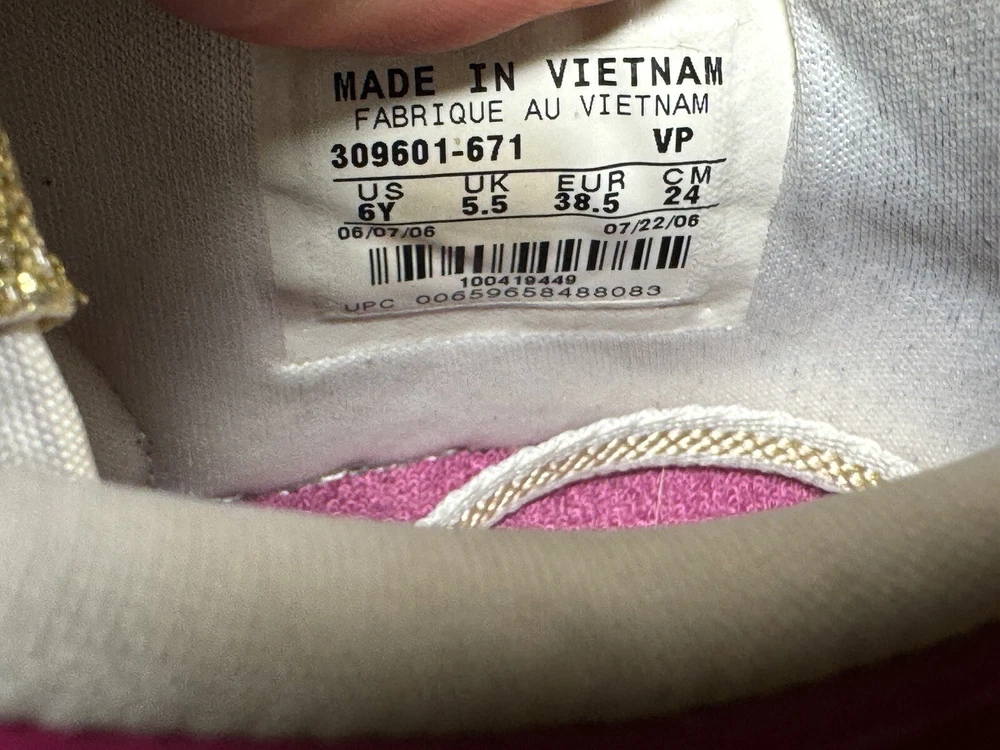 MADE IN VIETNAM
FABRIQUE AU VIETNAM
309601-671 VP
US UK EUR CM
6Y 5.5 38.5 24
06/07/06 07/22/06
100419449
UPC 00659658488083